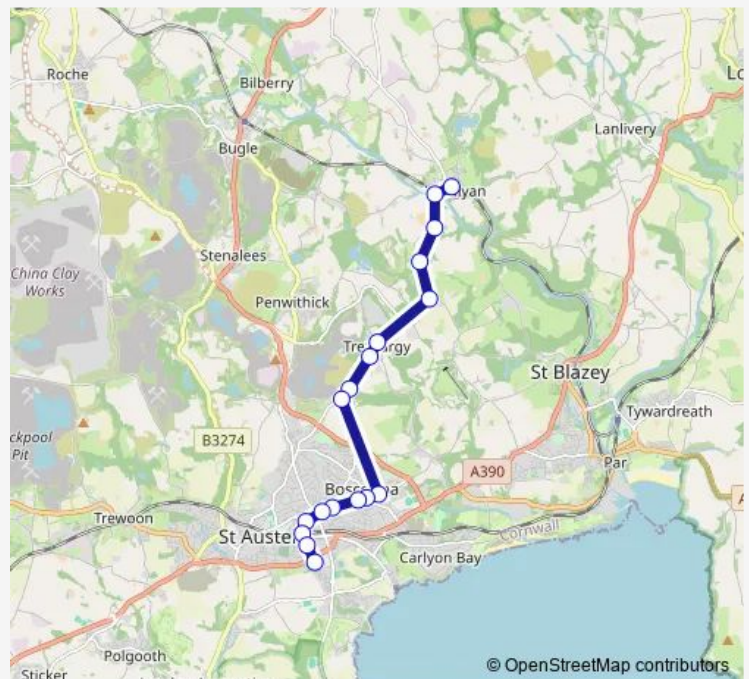 Roche
Bilberry
Lanlivery
Bugle
Stenalees
China Clay
Works
Penwithick
St Blazey
Tywardreath
B3274
A390
Par
Trewoon
St Auste
Cornwall
Carlyon Bay
Polgooth
Sticker
Pit
© OpenStreetMap contributors